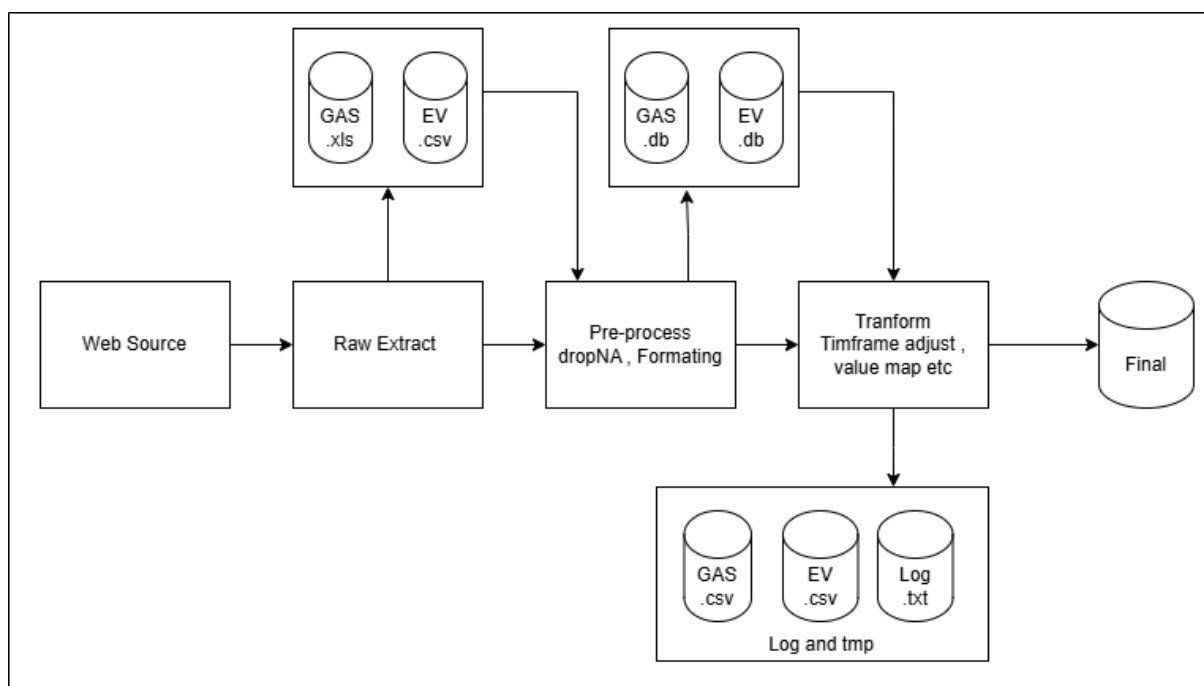 GAS
.xls
EV
.csv
GAS
.db
EV
.db
Web Source
Raw Extract
Pre-process
dropNA , Formating
Tranform
Timframe adjust ,
value map etc
Final
GAS
.csv
EV
.csv
Log
.txt
Log and tmp